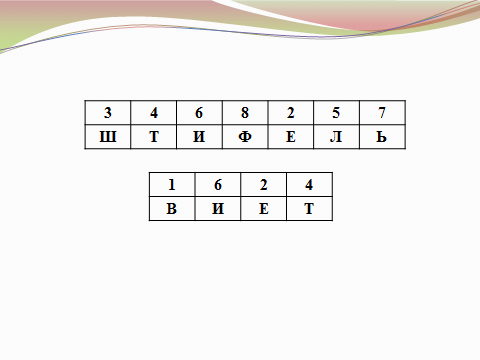 3 4 6 8 2 5 7
Ш Т И Ф Е Л Ь
1 6 2 4
В И Е Т